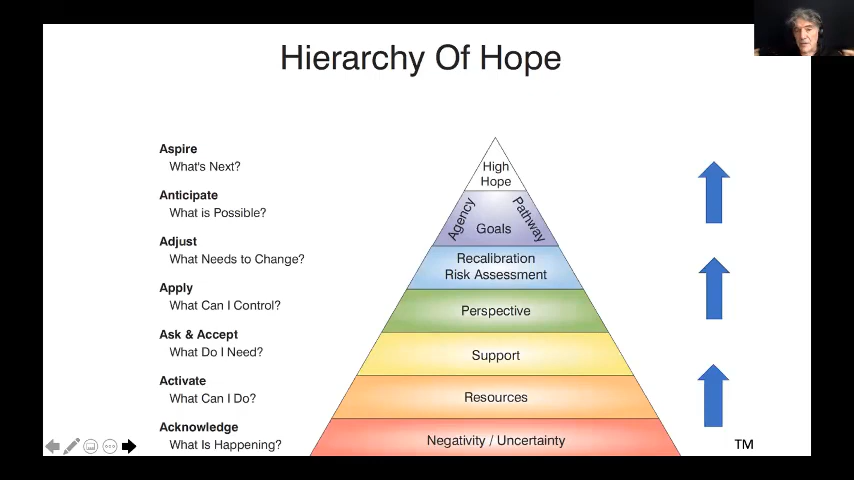 Hierarchy Of Hope
Aspire
What's Next?
Anticipate
What is Possible?
Adjust
What Needs to Change?
Apply
What Can I Control?
Ask & Accept
What Do I Need?
Activate
What Can I Do?
Acknowledge
What Is Happening?
High
Hope
Agency
Goals
Pathway
Recalibration
Risk Assessment
Perspective
Support
Resources
Negativity / Uncertainty
TM